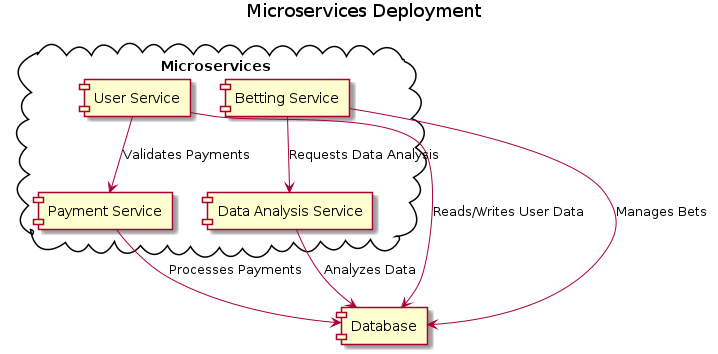 Microservices Deployment
Microservices
User Service
Betting Service
Validates Payments
Requests Data Analysis
Payment Service
Data Analysis Service
Reads/Writes User Data
Manages Bets
Processes Payments
Analyzes Data
Database